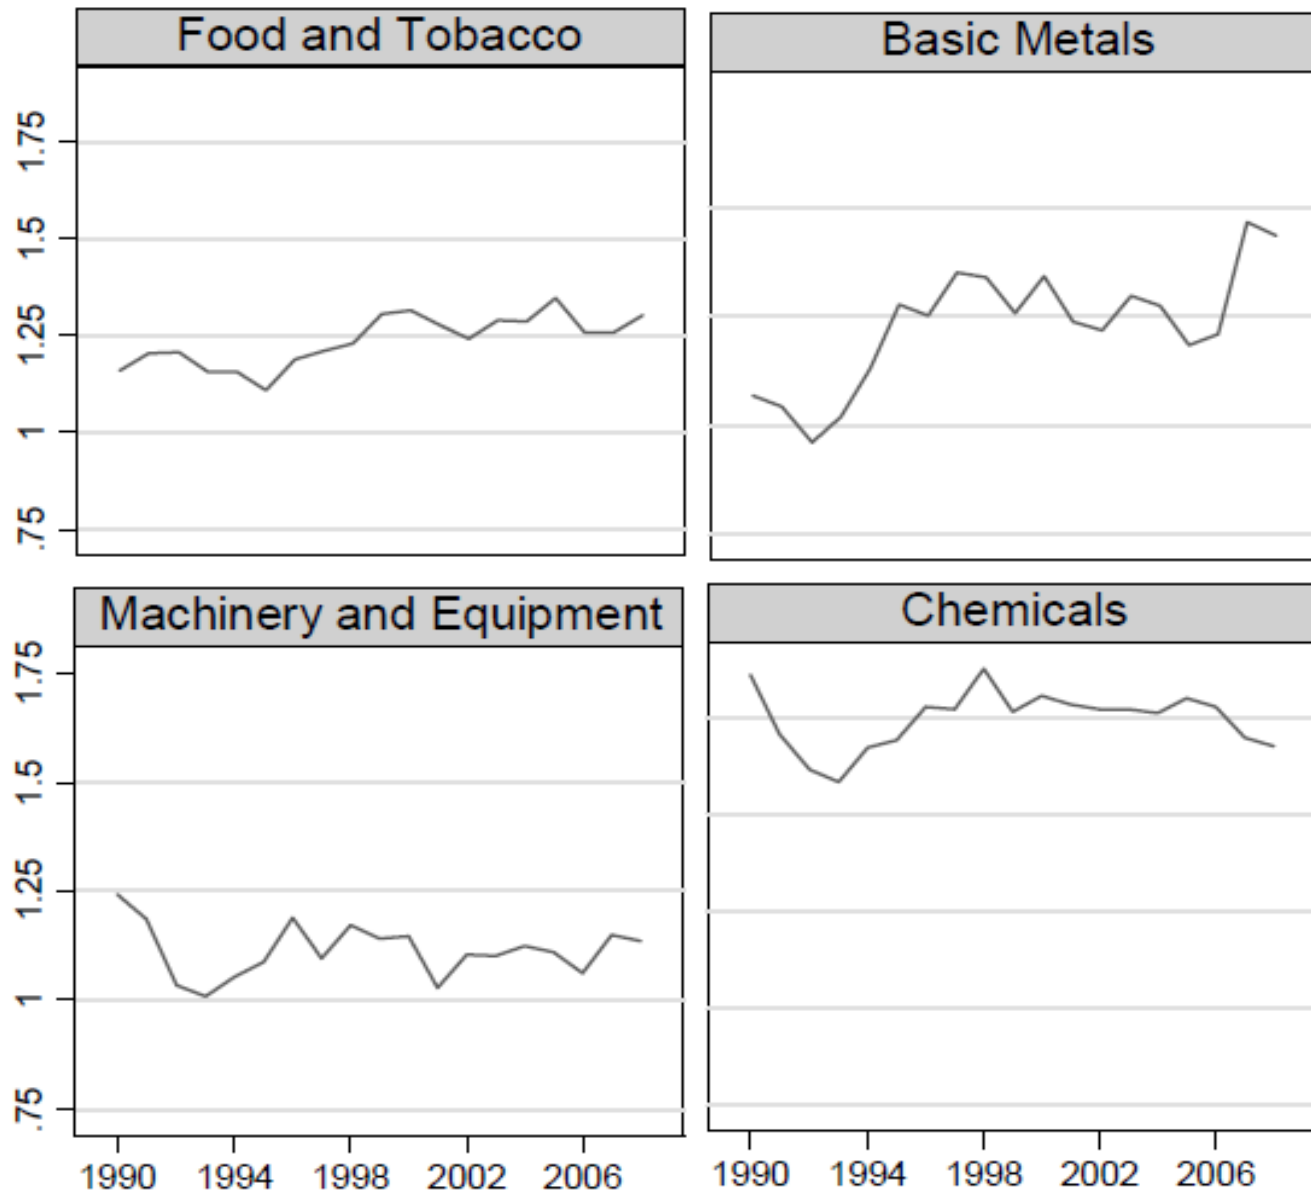 Food and Tobacco
Basic Metals
1.75
1.5
1.25
1
.75
Machinery and Equipment
Chemicals
1.75
1.5
1.25
1
.75
1990 1994 1998 2002 2006
1990 1994 1998 2002 2006